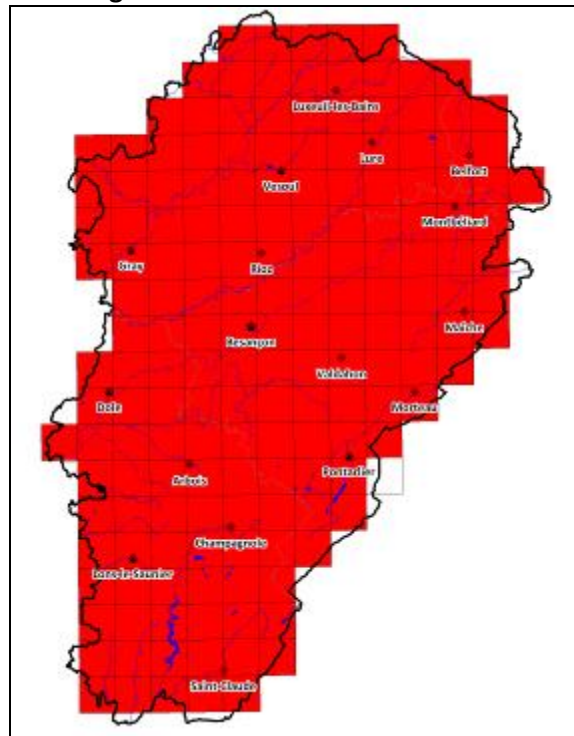 Luxeuil-les-Bains
Lure
Belfort
Vesoul
Montbéliard
Gray
Rioz
Besançon
Maîche
Valdahon
Dole
Morteau
Pontarlier
Arbois
Champagnole
Lons-le-Saunier
Saint-Claude